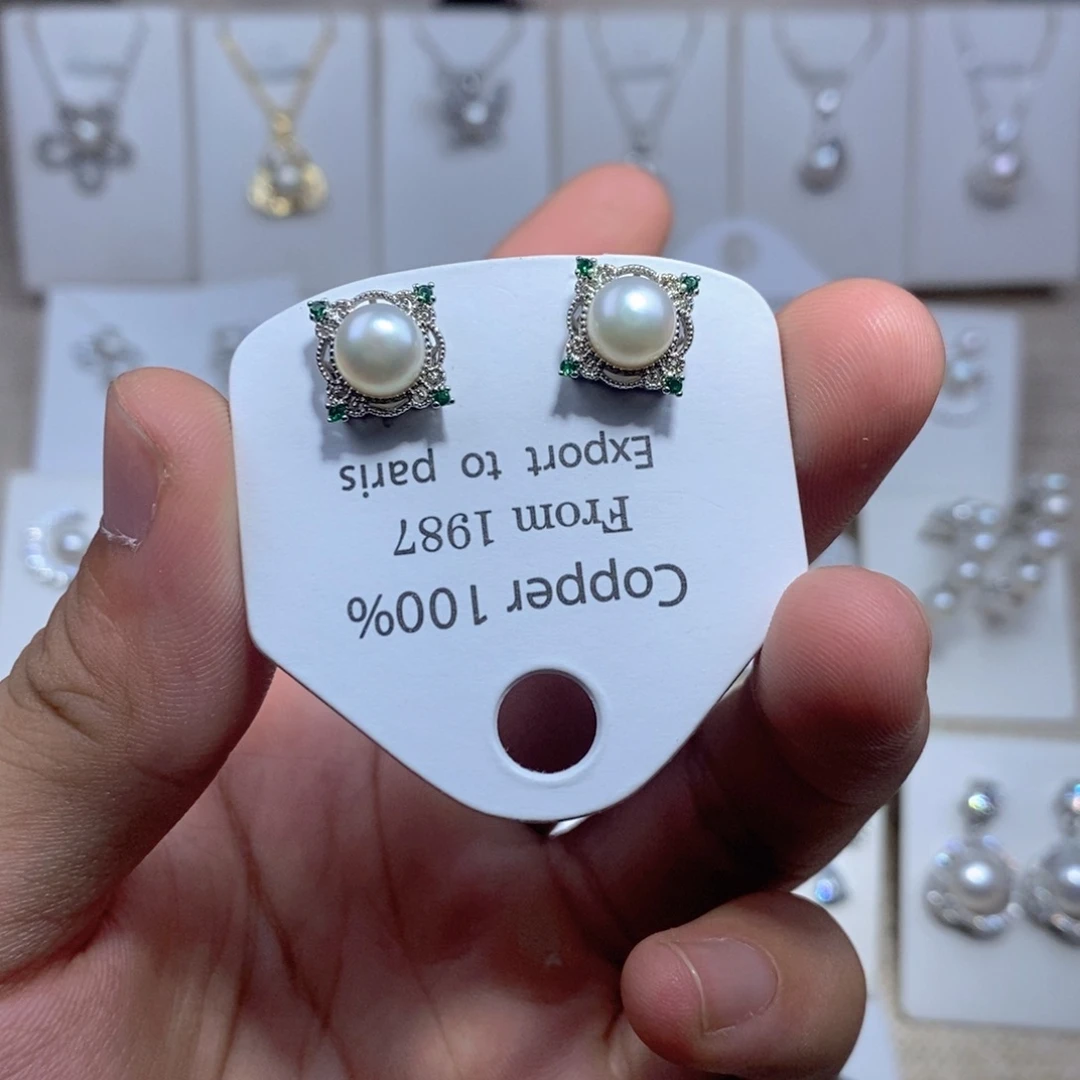 Copper 100%
From 1987
Export to paris